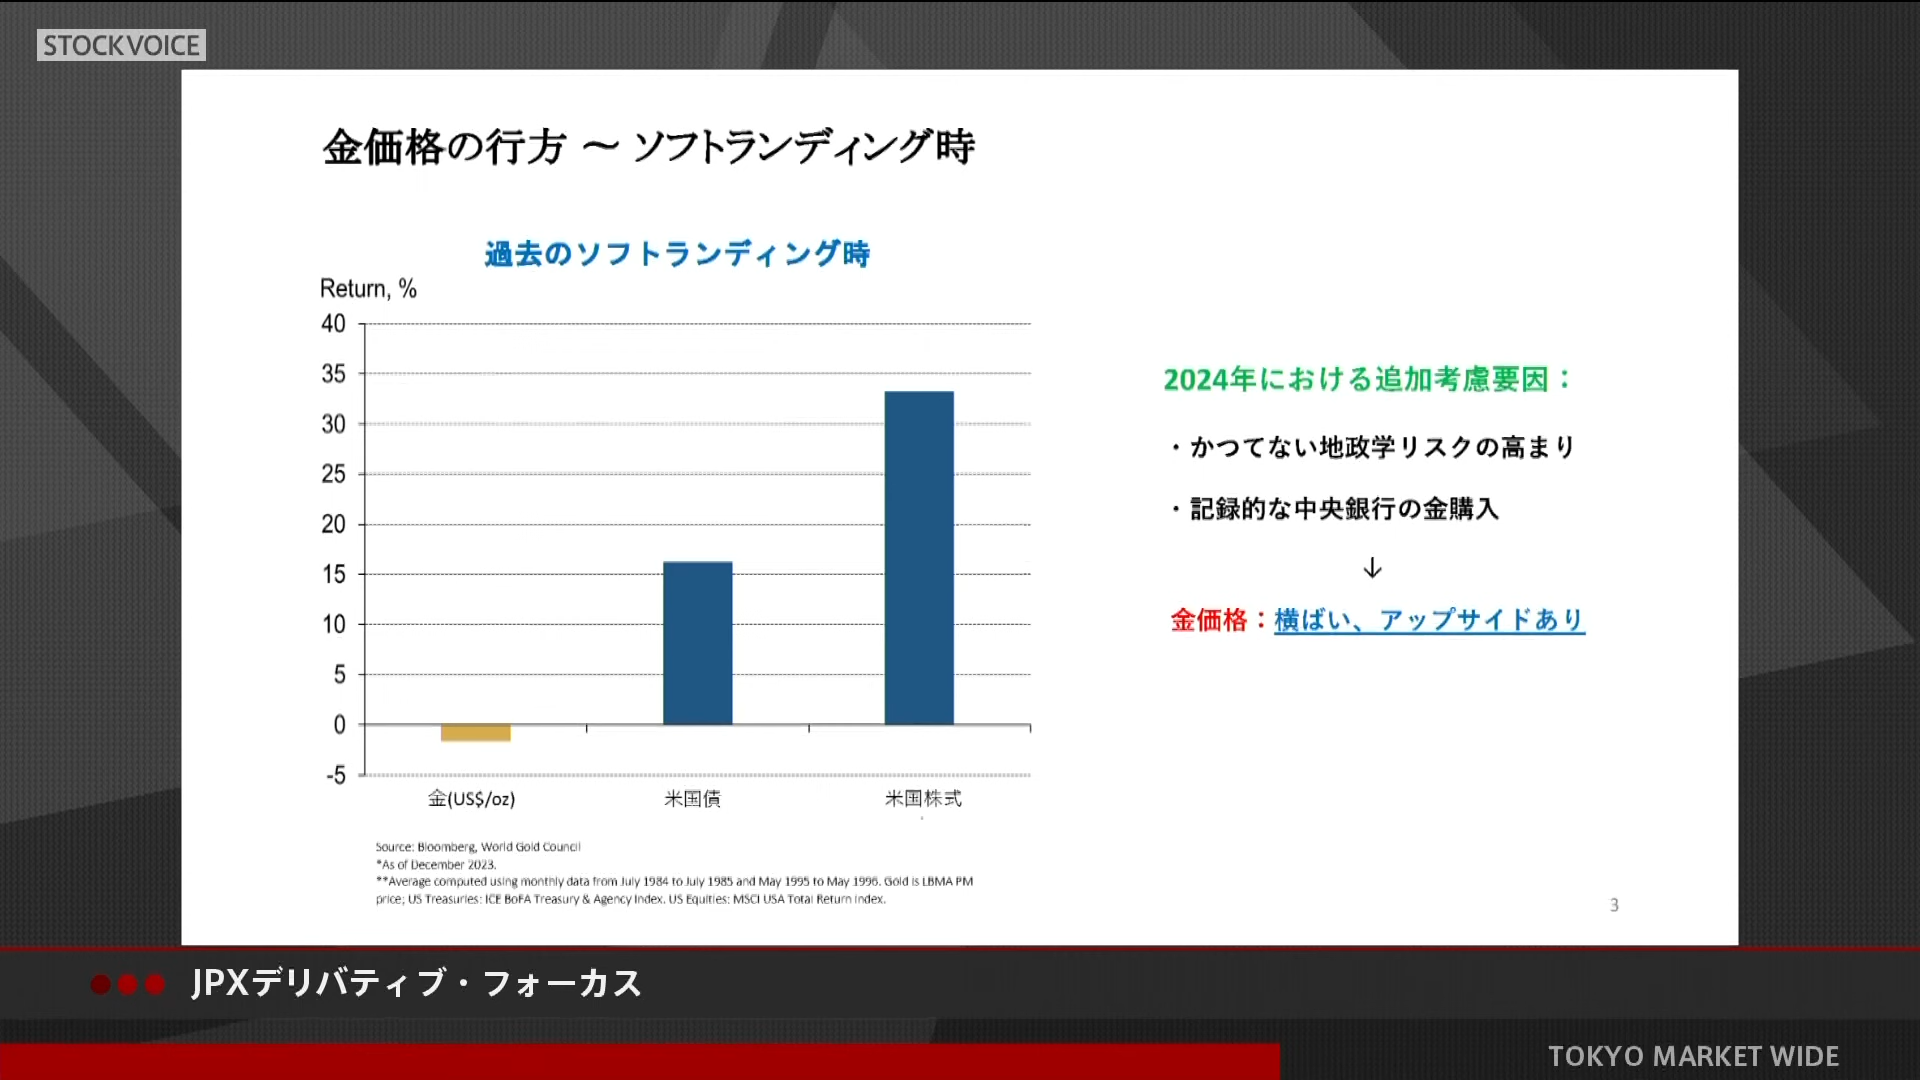 STOCKVOICE
金価格の行方 ～ ソフトランディング時
過去のソフトランディング時
Return, %
40
35
30
25
20
15
10
5
0
-5
金(US$/oz)
米国債
米国株式
Source: Bloomberg, World Gold Council
*As of December 2023.
**Average computed using monthly data from July 1984 to July 1985 and May 1995 to May 1996. Gold is LBMA PM
price; US Treasuries: ICE BofA Treasury & Agency Index. US Equities: MSCI USA Total Return Index.
2024年における追加考慮要因：
・かつてない地政学リスクの高まり
・記録的な中央銀行の金購入
↓
金価格：横ばい、アップサイドあり
3
JPXデリバティブ・フォーカス
TOKYO MARKET WIDE